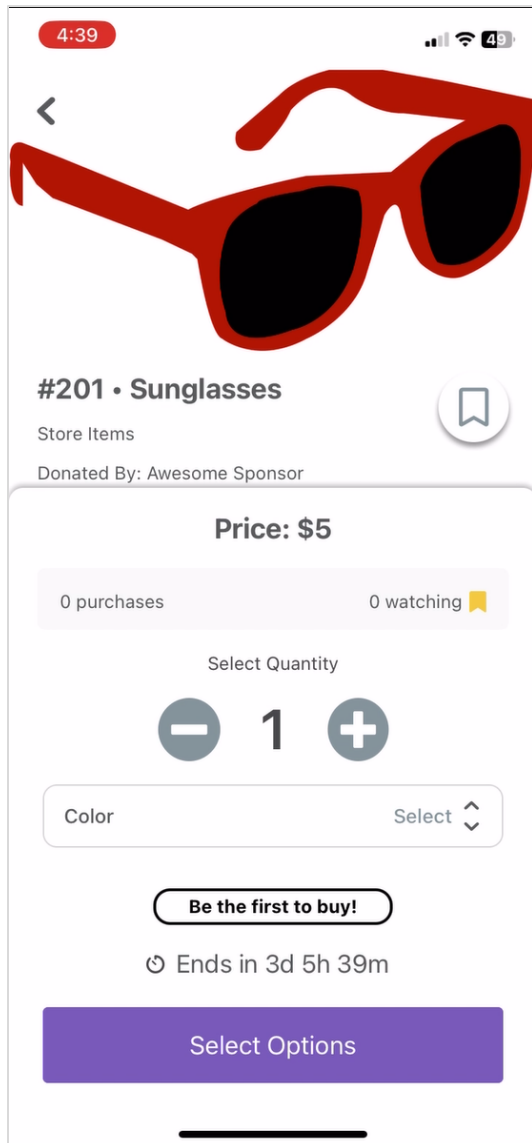 4:39
49
#201 • Sunglasses
Store Items
Donated By: Awesome Sponsor
Price: $5
0 purchases 0 watching
Select Quantity
1
Color Select
Be the first to buy!
Ends in 3d 5h 39m
Select Options